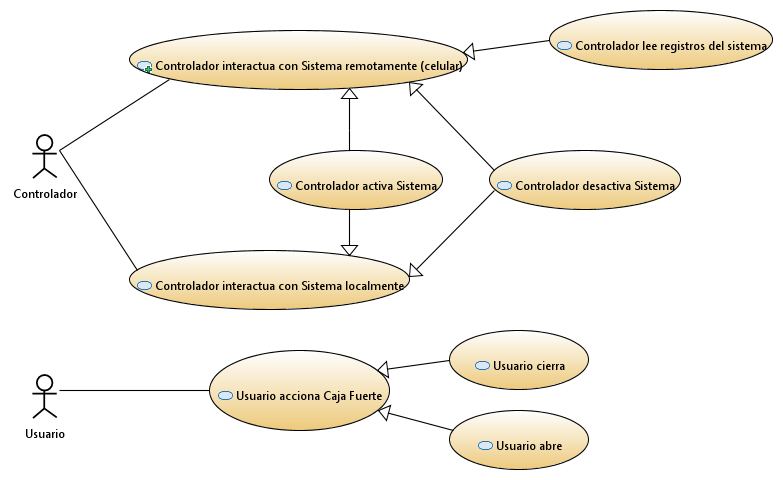 Controlador lee registros del sistema
Controlador interactua con Sistema remotamente (celular)
Controlador
Controlador activa Sistema
Controlador desactiva Sistema
Controlador interactua con Sistema localmente
Usuario cierra
Usuario acciona Caja Fuerte
Usuario
Usuario abre